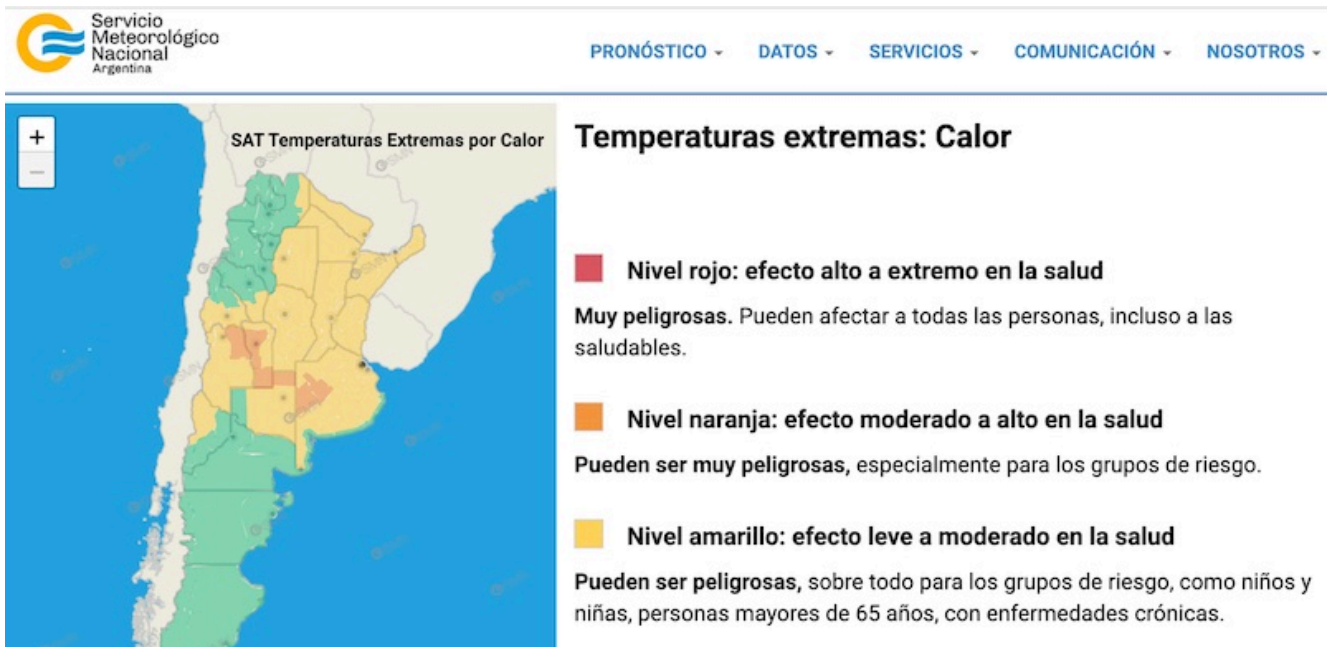 Servicio
Meteorológico
Nacional
Argentina
PRONÓSTICO DATOS SERVICIOS COMUNICACIÓN NOSOTROS
+
−
SAT Temperaturas Extremas por Calor
Temperaturas extremas: Calor
Nivel rojo: efecto alto a extremo en la salud
Muy peligrosas. Pueden afectar a todas las personas, incluso a las
saludables.
Nivel naranja: efecto moderado a alto en la salud
Pueden ser muy peligrosas, especialmente para los grupos de riesgo.
Nivel amarillo: efecto leve a moderado en la salud
Pueden ser peligrosas, sobre todo para los grupos de riesgo, como niños y
niñas, personas mayores de 65 años, con enfermedades crónicas.